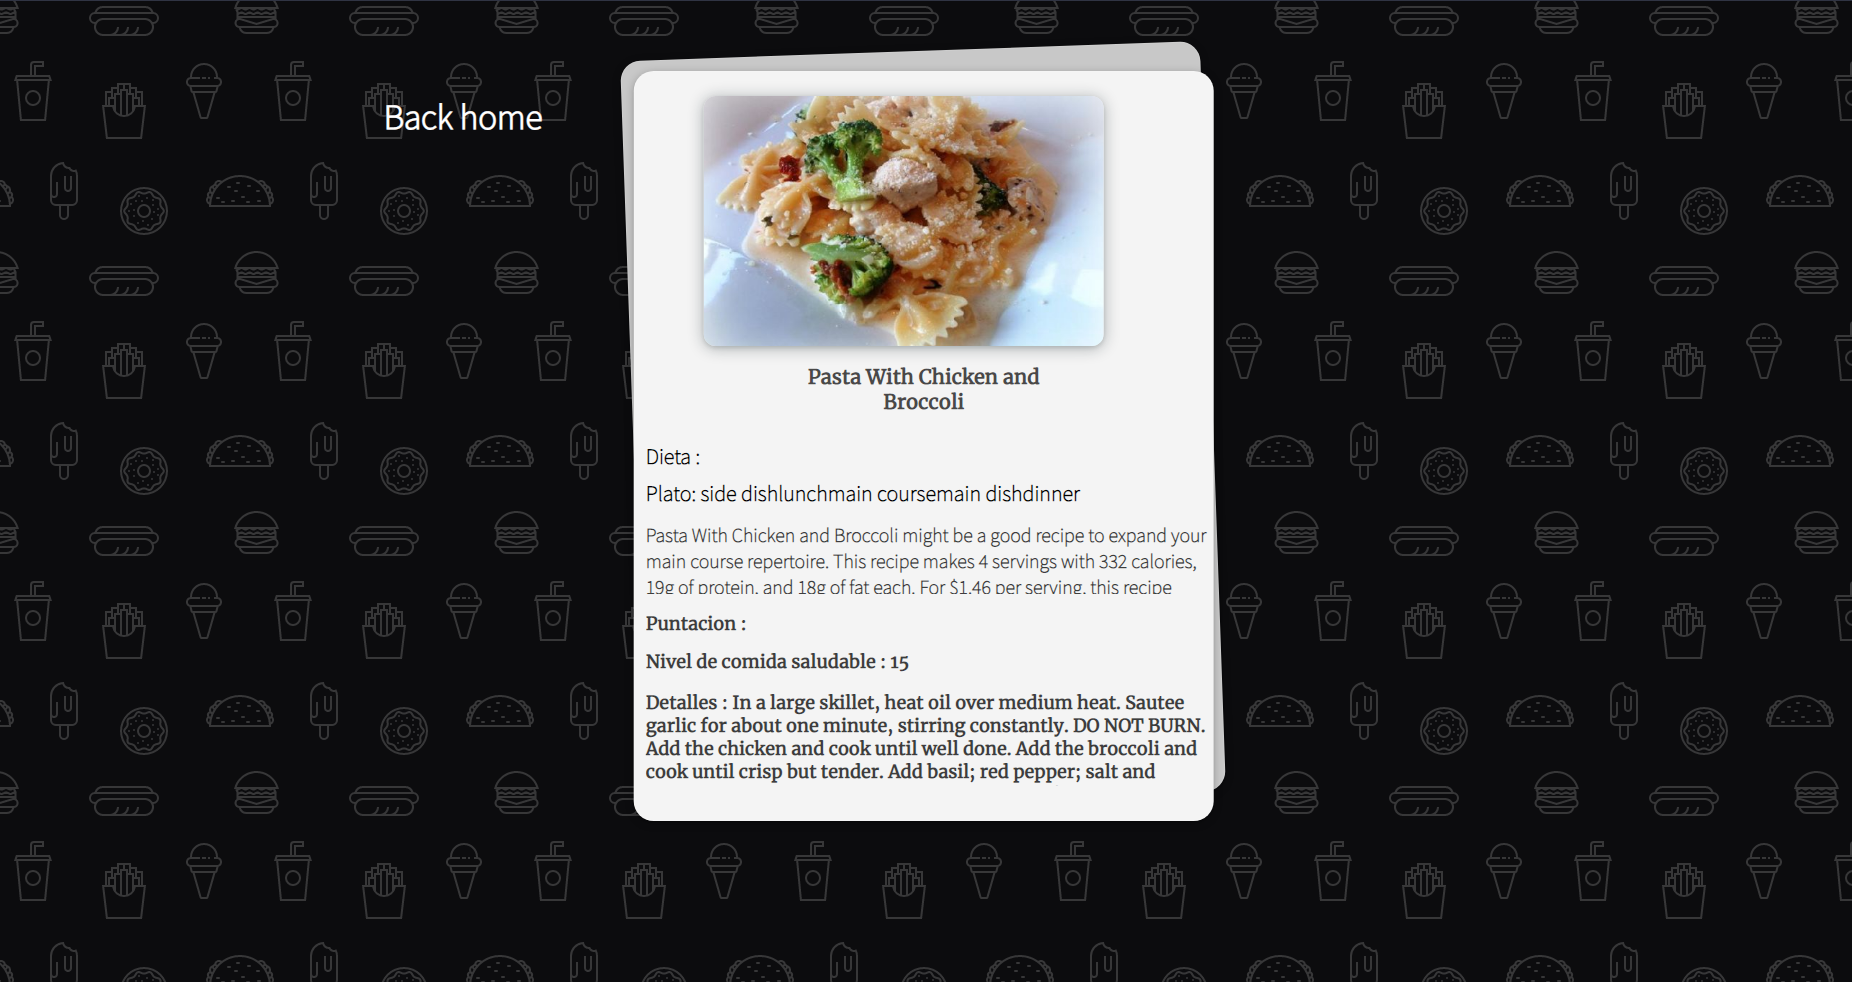 Back home
Pasta With Chicken and
Broccoli
Dieta :
Plato: side dishlunchmain coursemain dishdinner
Pasta With Chicken and Broccoli might be a good recipe to expand your
main course repertoire. This recipe makes 4 servings with 332 calories,
19g of protein, and 18g of fat each. For $1.46 per serving, this recipe
Puntacion :
Nivel de comida saludable : 15
Detalles : In a large skillet, heat oil over medium heat. Sautee
garlic for about one minute, stirring constantly. DO NOT BURN.
Add the chicken and cook until well done. Add the broccoli and
cook until crisp but tender. Add basil; red pepper; salt and